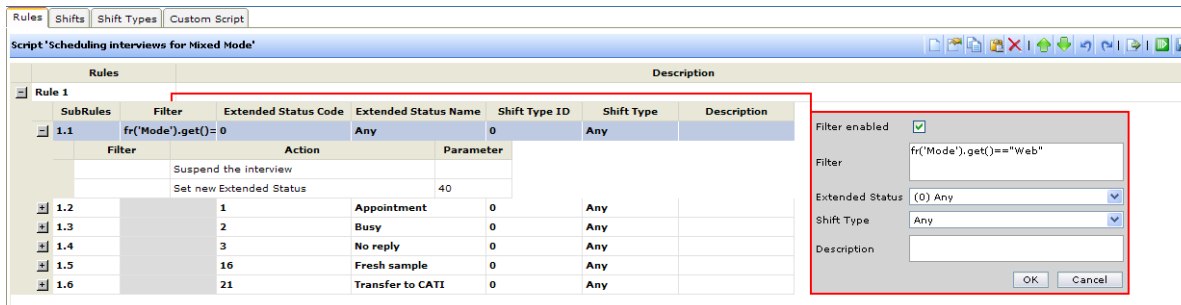 Rules Shifts Shift Types Custom Script
Script 'Scheduling interviews for Mixed Mode'
Rules Description
Rule 1
SubRules Filter Extended Status Code Extended Status Name Shift Type ID Shift Type Description
1.1 fr('Mode').get()= 0 Any 0 Any
Filter Action Parameter
Suspend the interview
Set new Extended Status 40
1.2 1 Appointment 0 Any
1.3 2 Busy 0 Any
1.4 3 No reply 0 Any
1.5 16 Fresh sample 0 Any
1.6 21 Transfer to CATI 0 Any
Filter enabled
Filter fr('Mode').get()=="Web"
Extended Status (0) Any
Shift Type Any
Description
OK Cancel